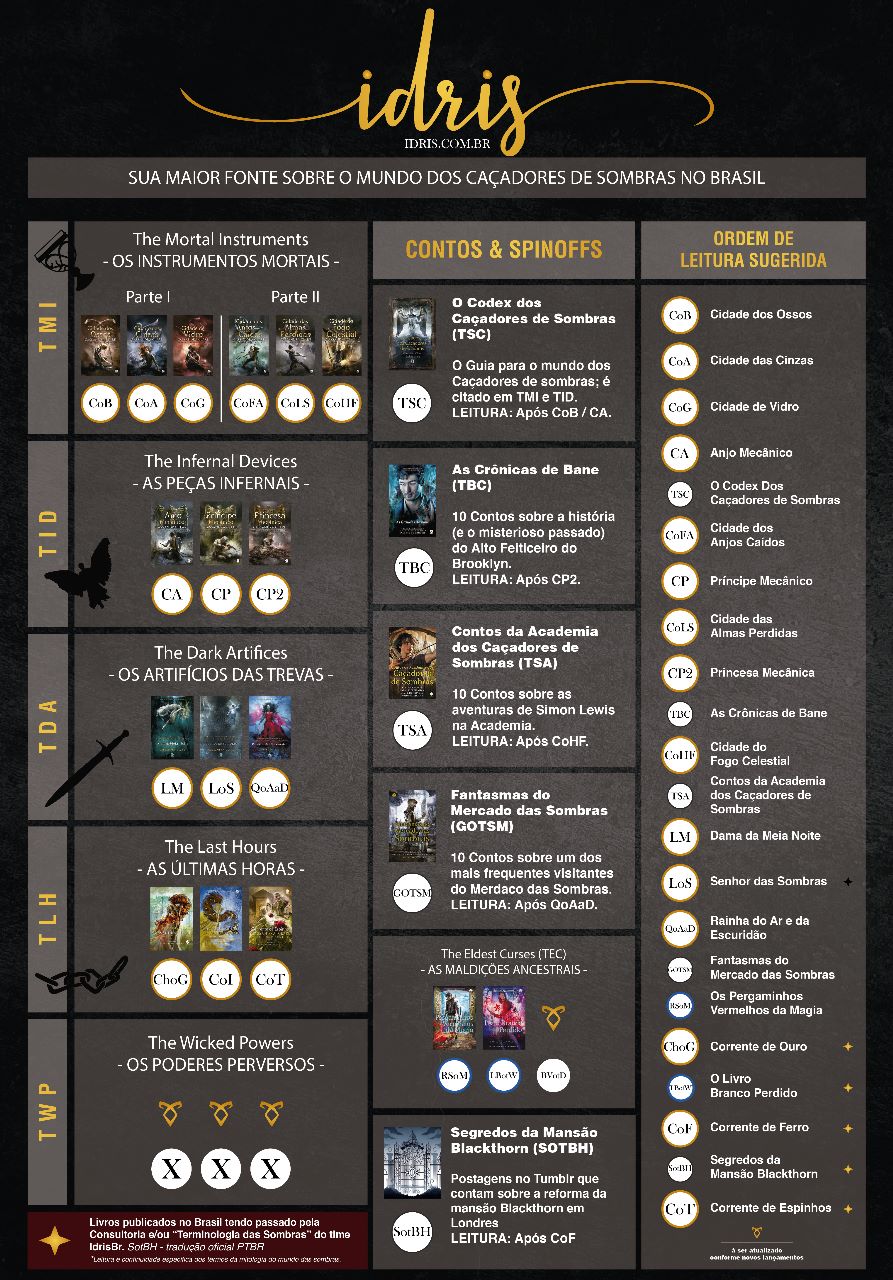 idris
IDRIS.COM.BR
SUA MAIOR FONTE SOBRE O MUNDO DOS CAÇADORES DE SOMBRAS NO BRASIL
TMI
The Mortal Instruments
- OS INSTRUMENTOS MORTAIS -
Parte I
Parte II
CoB
CoA
CoG
CoFA
CoLS
CoHF
TID
The Infernal Devices
- AS PEÇAS INFERNAIS -
CA
CP
CP2
TDA
The Dark Artifices
- OS ARTIFÍCIOS DAS TREVAS -
LM
LoS
QoAaD
TLH
The Last Hours
- AS ÚLTIMAS HORAS -
ChoG
CoI
CoT
TWP
The Wicked Powers
- OS PODERES PERVERSOS -
X
X
X
Livros publicados no Brasil tendo passado pela
Consultoria e/ou “Terminologia das Sombras” do time
IdrisBr. SotBH - tradução oficial PTBR
*Leitura e continuidade específica dos termos da mitologia do mundo das sombras.
CONTOS & SPINOFFS
O Codex dos
Caçadores de Sombras
(TSC)
O Guia para o mundo dos
Caçadores de sombras; é
citado em TMI e TID.
LEITURA: Após CoB / CA.
TSC
As Crônicas de Bane
(TBC)
10 Contos sobre a história
(e o misterioso passado)
do Alto Feiticeiro do
Brooklyn.
LEITURA: Após CP2.
TBC
Contos da Academia
dos Caçadores de
Sombras (TSA)
10 Contos sobre as
aventuras de Simon Lewis
na Academia.
LEITURA: Após CoHF.
TSA
Fantasmas do
Mercado das Sombras
(GOTSM)
10 Contos sobre um dos
mais frequentes visitantes
do Merdaco das Sombras.
LEITURA: Após QoAaD.
GOTSM
The Eldest Curses (TEC)
- AS MALDIÇÕES ANCESTRAIS -
RSoM
LBotW
BVotD
Segredos da Mansão
Blackthorn (SOTBH)
Postagens no Tumblr que
contam sobre a reforma da
mansão Blackthorn em
Londres
LEITURA: Após CoF
SotBH
ORDEM DE
LEITURA SUGERIDA
CoB Cidade dos Ossos
CoA Cidade das Cinzas
CoG Cidade de Vidro
CA Anjo Mecânico
TSC O Codex Dos
Caçadores de Sombras
CoFA Cidade dos
Anjos Caídos
CP Príncipe Mecânico
CoLS Cidade das
Almas Perdidas
CP2 Princesa Mecânica
TBC As Crônicas de Bane
CoHF Cidade do
Fogo Celestial
TSA Contos da Academia
dos Caçadores de
Sombras
LM Dama da Meia Noite
LoS Senhor das Sombras
QoAaD Rainha do Ar e da
Escuridão
GOTSM Fantasmas do
Mercado das Sombras
RSoM Os Pergaminhos
Vermelhos da Magia
ChoG Corrente de Ouro
LBotW O Livro
Branco Perdido
CoF Corrente de Ferro
SotBH Segredos da
Mansão Blackthorn
CoT Corrente de Espinhos
à ser atualizado
conforme novos lançamentos